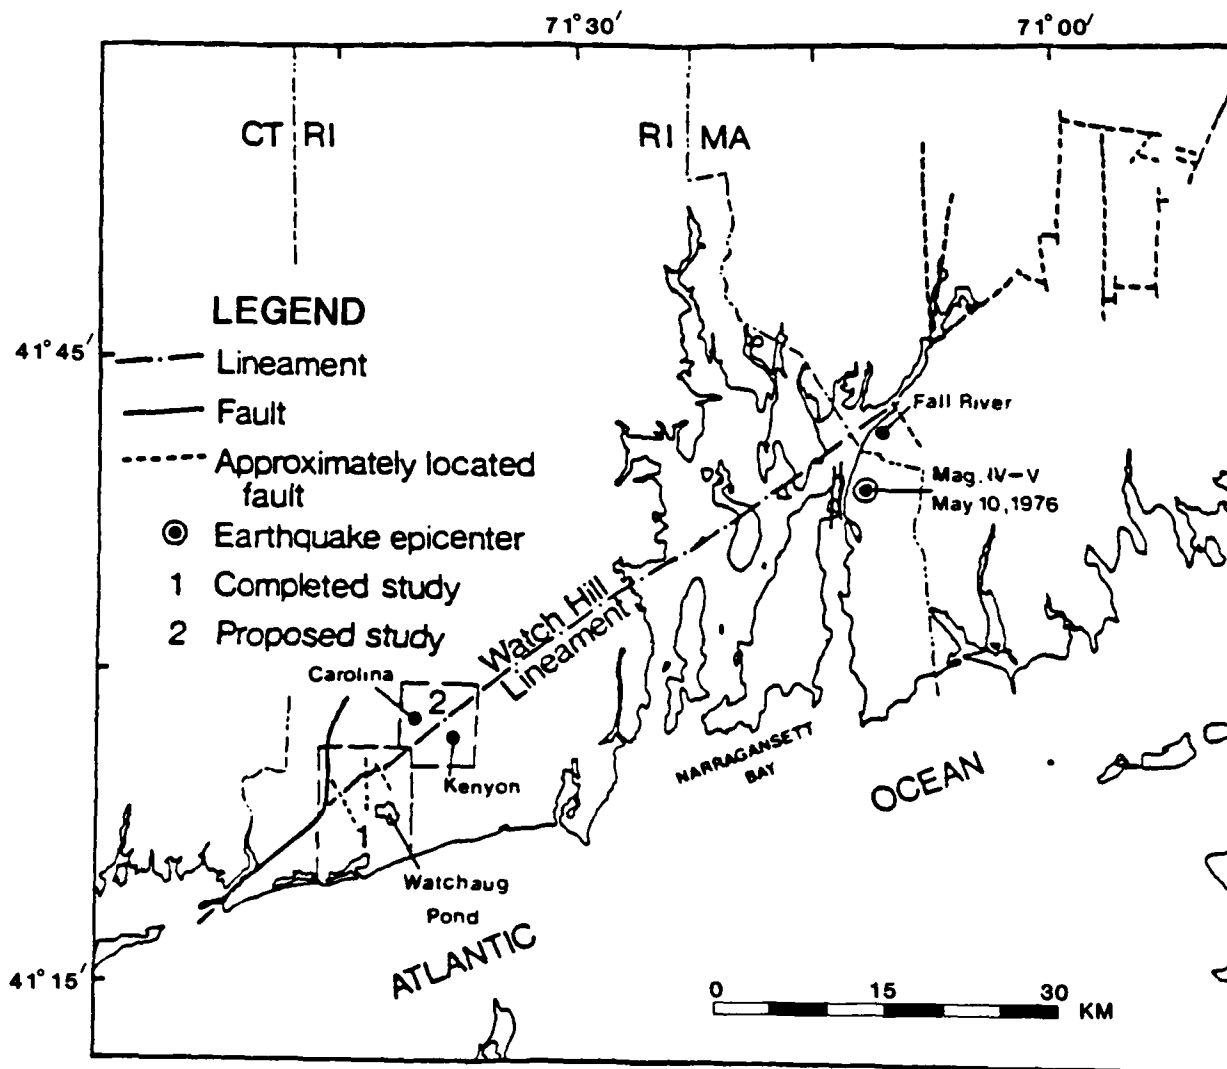 71°30′
71°00′
CT RI
RI MA
LEGEND
Lineament
Fault
Approximately located
fault
Earthquake epicenter
1 Completed study
2 Proposed study
41°45′
Fall River
Mag. IV-V
May 10, 1976
Watch Hill
Lineament
Carolina
2
Kenyon
NARRAGANSETT
BAY
OCEAN
1
Watchaug
Pond
ATLANTIC
41°15′
0 15 30
KM